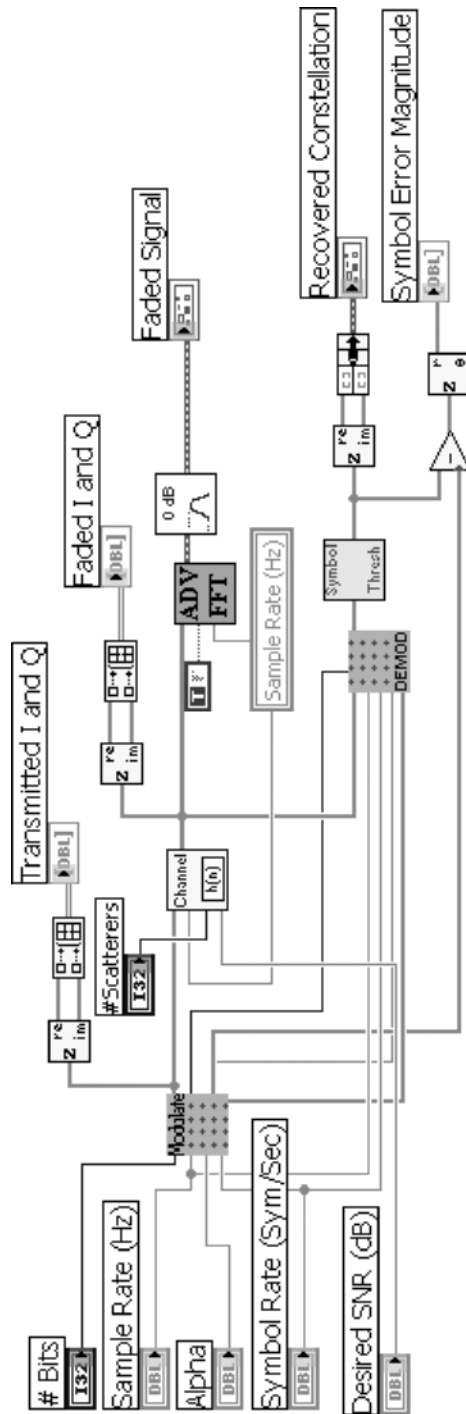 # Bits
I32
Sample Rate (Hz)
DBL
Alpha
DBL
Symbol Rate (Sym/Sec)
DBL
Desired SNR (dB)
DBL
Modulate
Transmitted I and Q
z re im
DBL]
#Scatterers
I32
Channel
h(n)
Faded I and Q
z re im
DBL]
T
ADV
FFT
0 dB
Faded Signal
Sample Rate (Hz)
DEMOD
Symbol
Thresh
z re im
Recovered Constellation
-
z r θ
Symbol Error Magnitude
DBL]